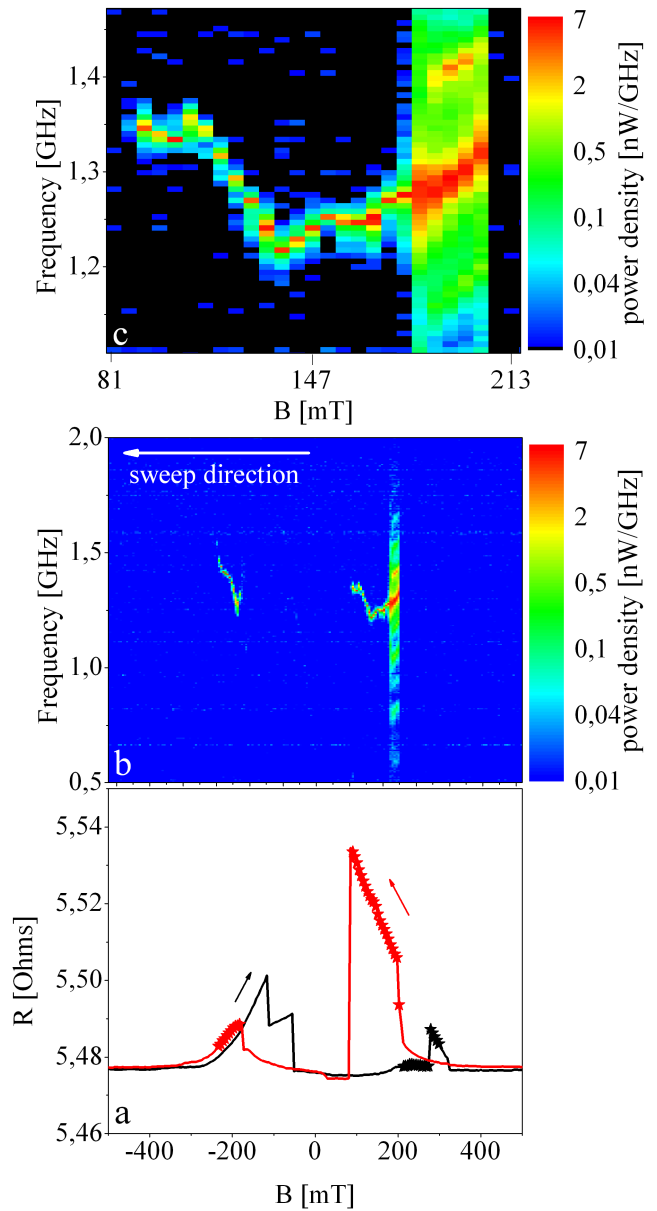 1,4
1,3
1,2
Frequency [GHz]
c
81
147
213
B [mT]
7
2
0,5
0,1
0,04
0,01
power density [nW/GHz]
2,0
1,5
1,0
0,5
Frequency [GHz]
sweep direction
b
7
2
0,5
0,1
0,04
0,01
power density [nW/GHz]
5,54
5,52
5,50
5,48
5,46
R [Ohms]
a
-400
-200
0
200
400
B [mT]